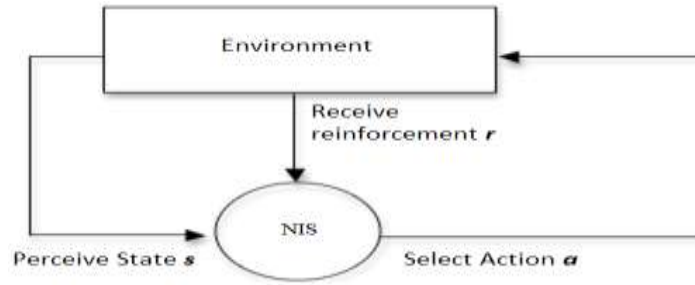 Environment
Receive
reinforcement r
NIS
Perceive State s
Select Action a